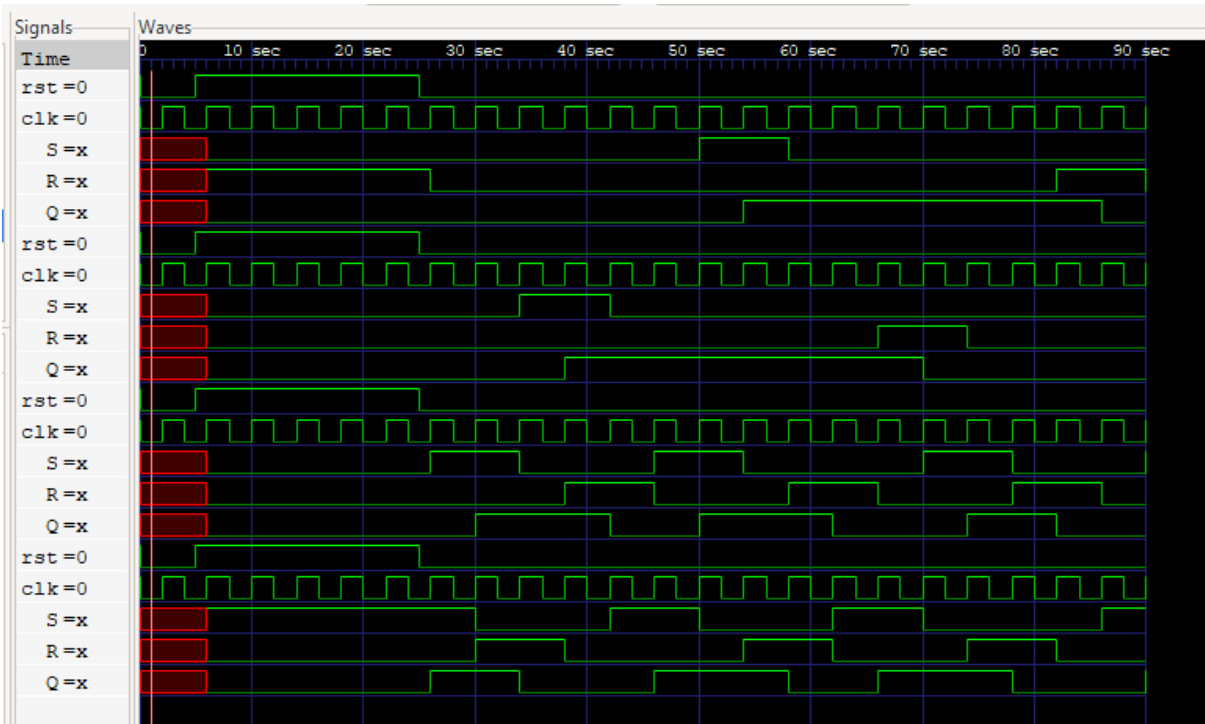 Signals Waves
Time 0 10 sec 20 sec 30 sec 40 sec 50 sec 60 sec 70 sec 80 sec 90 sec
rst=0
clk=0
S=x
R=x
Q=x
rst=0
clk=0
S=x
R=x
Q=x
rst=0
clk=0
S=x
R=x
Q=x
rst=0
clk=0
S=x
R=x
Q=x